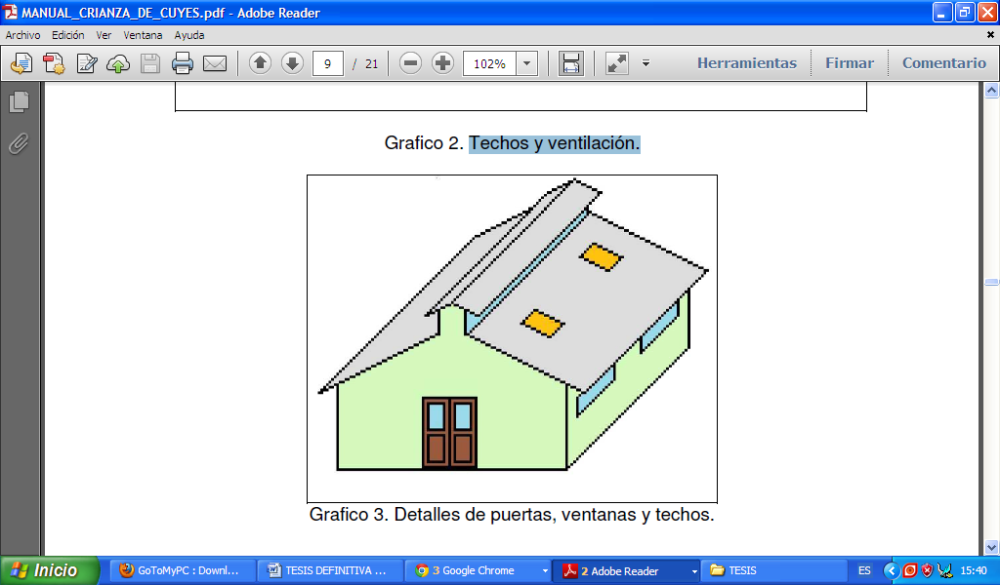 MANUAL_CRIANZA_DE_CUYES.pdf - Adobe Reader
Archivo Edición Ver Ventana Ayuda
9 / 21 102% Herramientas Firmar Comentario
Grafico 2. Techos y ventilación.
Grafico 3. Detalles de puertas, ventanas y techos.
Inicio GoToMyPC : Downl... TESIS DEFINITIVA ... 3 Google Chrome 2 Adobe Reader TESIS ES 15:40